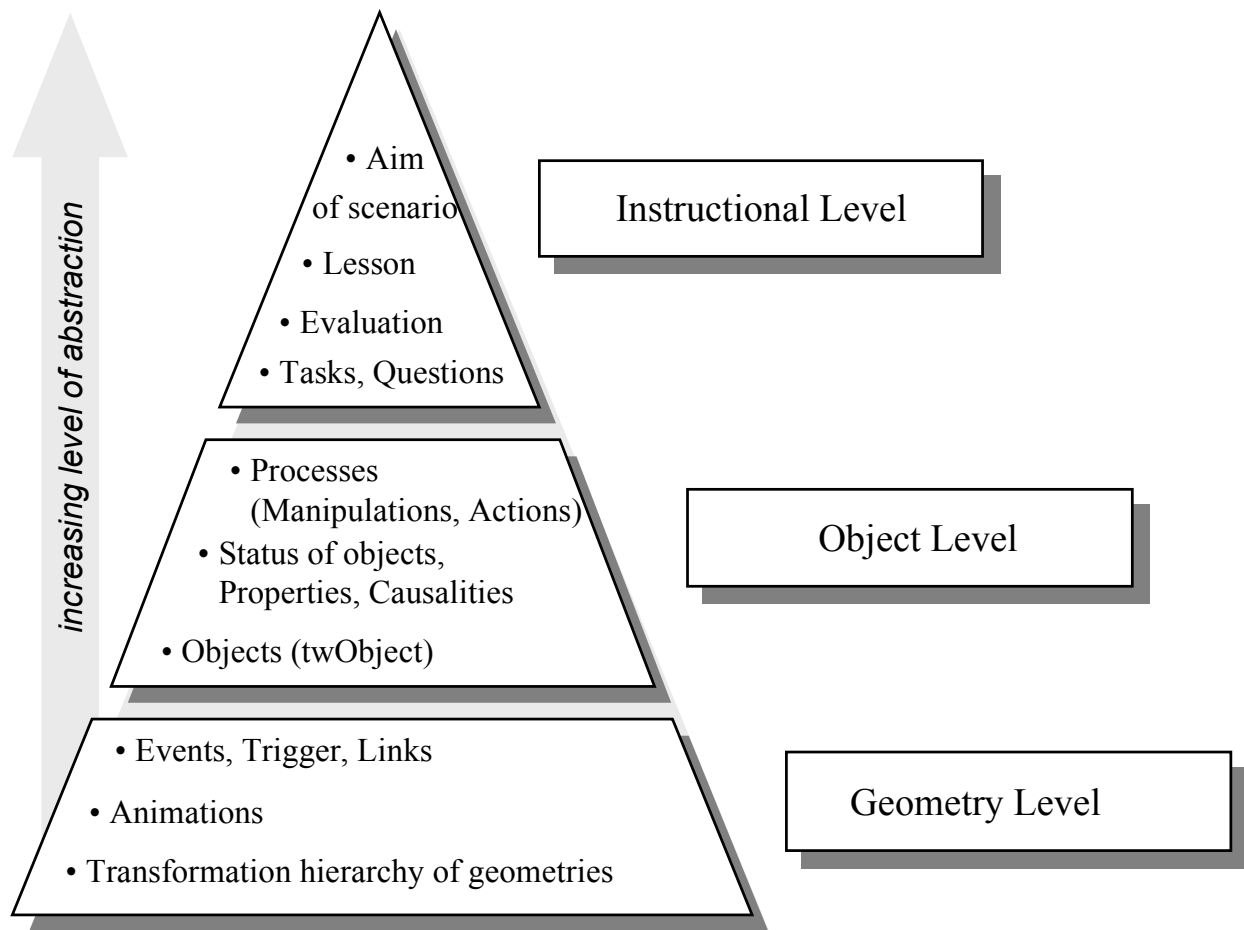 increasing level of abstraction
• Aim
of scenario
• Lesson
• Evaluation
• Tasks, Questions
Instructional Level
• Processes
(Manipulations, Actions)
• Status of objects,
Properties, Causalities
• Objects (twObject)
Object Level
• Events, Trigger, Links
• Animations
• Transformation hierarchy of geometries
Geometry Level